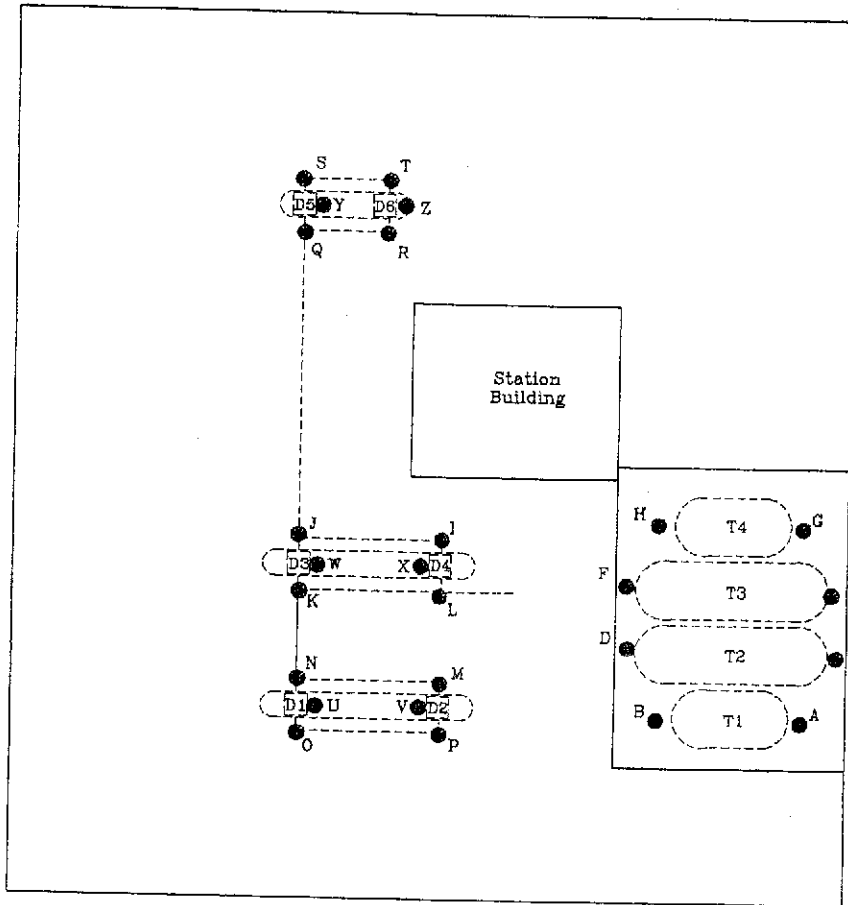 S T
D5 Y D6 Z
Q R
Station
Building
J I
H T4 G
D3 W X D4
F
K L
T3
D
T2
N M
D1 U V D2
B T1 A
O P